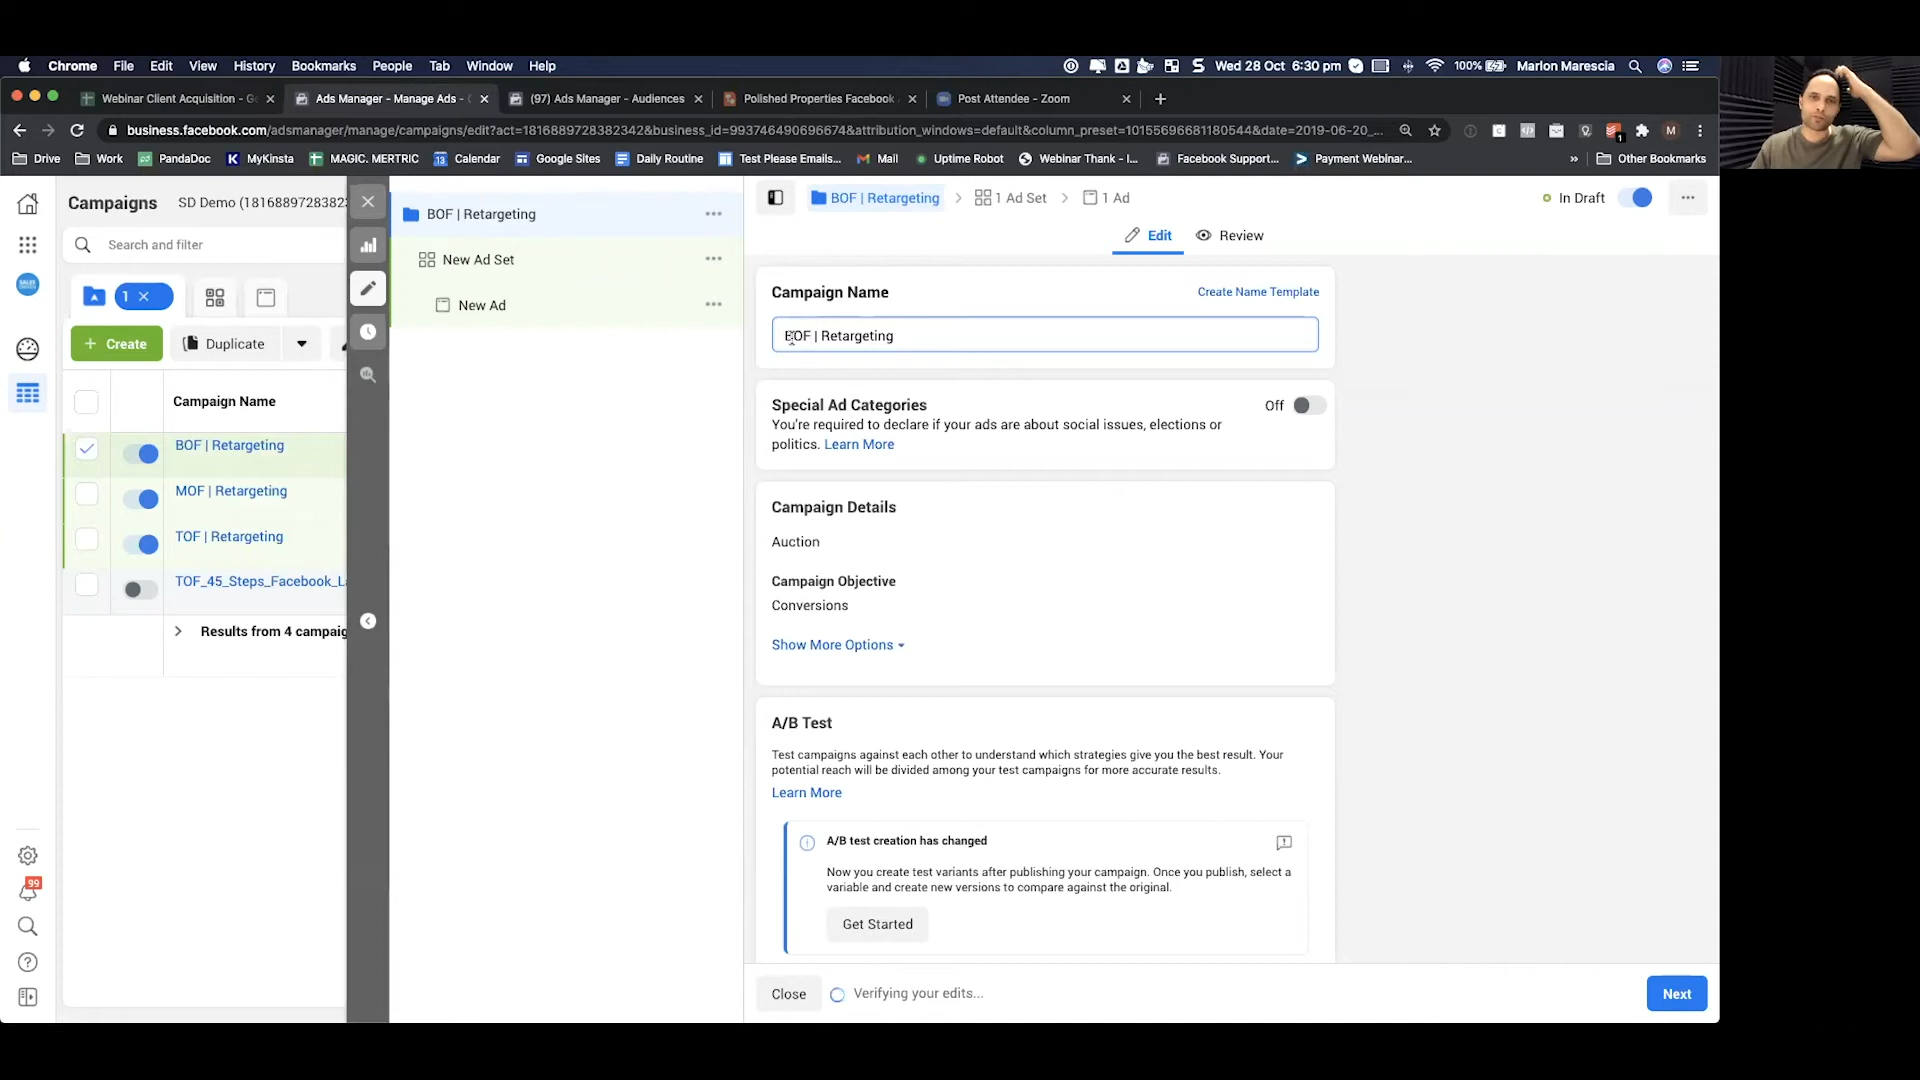 Chrome File Edit View History Bookmarks People Tab Window Help
Wed 28 Oct 6:30 pm 100% Marlon Marescia
Webinar Client Acquisition - G
Ads Manager - Manage Ads -
(97) Ads Manager - Audiences
Polished Properties Facebook
Post Attendee - Zoom
business.facebook.com/adsmanager/manage/campaigns/edit?act=1816889728382342&business_id=993746490696674&attribution_windows=default&column_preset=10155696681180544&date=2019-06-20_...
M
Drive Work PandaDoc MyKinsta MAGIC. MERTRIC Calendar Google Sites Daily Routine Test Please Emails... Mail Uptime Robot Webinar Thank - I... Facebook Support... Payment Webinar... » Other Bookmarks
Campaigns SD Demo (18168897283823
Search and filter
1
+ Create
Duplicate
Campaign Name
BOF | Retargeting
MOF | Retargeting
TOF | Retargeting
TOF_45_Steps_Facebook_L
Results from 4 campaig
99
BOF | Retargeting
New Ad Set
New Ad
BOF | Retargeting > 1 Ad Set > 1 Ad
In Draft
Edit
Review
Campaign Name
Create Name Template
BOF | Retargeting
Special Ad Categories
Off
You're required to declare if your ads are about social issues, elections or
politics. Learn More
Campaign Details
Auction
Campaign Objective
Conversions
Show More Options
A/B Test
Test campaigns against each other to understand which strategies give you the best result. Your
potential reach will be divided among your test campaigns for more accurate results.
Learn More
A/B test creation has changed
Now you create test variants after publishing your campaign. Once you publish, select a
variable and create new versions to compare against the original.
Get Started
Close
Verifying your edits...
Next